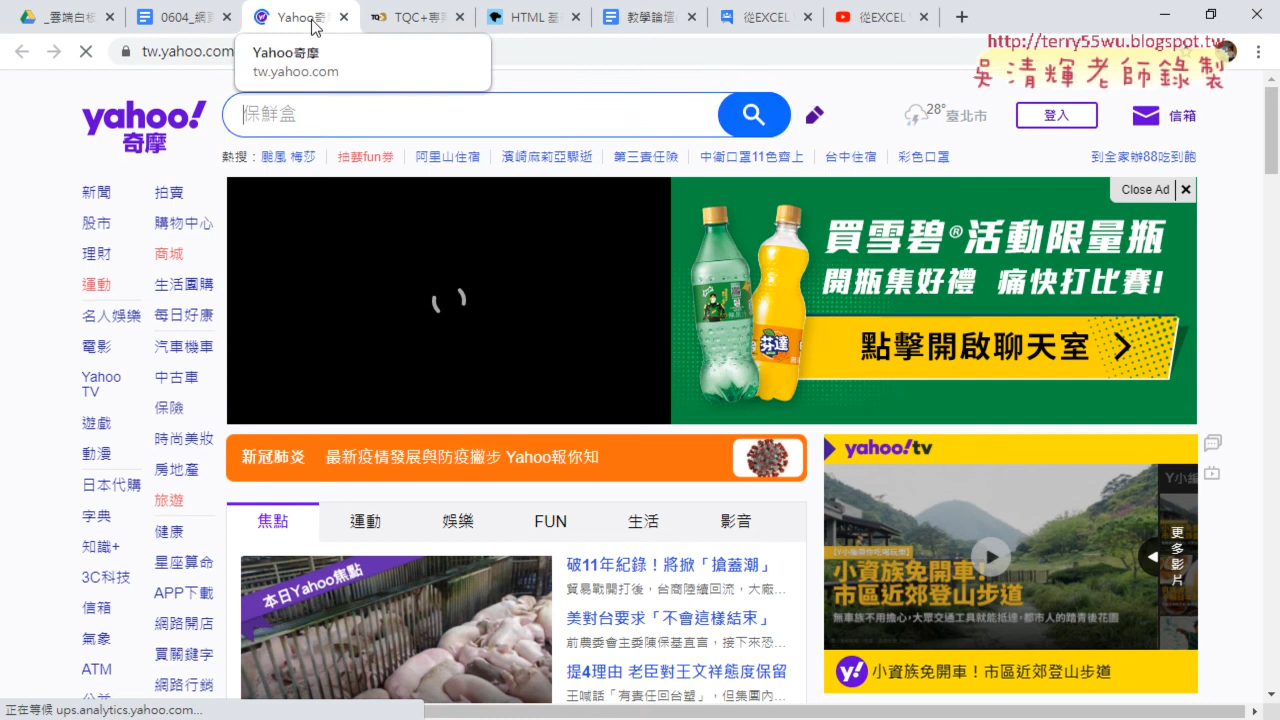 _雲端白板
0604_網頁
Yahoo奇
TQC+專
HTML 基
教學論壇
從EXCEL
從EXCEL
tw.yahoo.com
Yahoo奇摩
tw.yahoo.com
http://terry55wu.blogspot.tw
吳清輝老師錄製
yahoo!
奇摩
保鮮盒
28°
臺北市
登入
信箱
熱搜：
颱風 梅莎
抽藝fun券
阿里山住宿
濱崎麻莉亞驟逝
第三責任險
中衛口罩11色齊上
台中住宿
彩色口罩
到全家辦88吃到飽
新聞 拍賣
股市 購物中心
理財 商城
運動 生活團購
名人娛樂 每日好康
電影 汽車機車
Yahoo TV 中古車
保險
遊戲 時尚美妝
動漫 房地產
日本代購 旅遊
字典 健康
知識+ 星座算命
3C科技 APP下載
信箱 網路開店
氣象 買關鍵字
ATM 網路行銷
Close Ad
買雪碧®活動限量瓶
開瓶集好禮 痛快打比賽!
芬達
點擊開啟聊天室
新冠肺炎 最新疫情發展與防疫撇步 Yahoo報你知
焦點 運動 娛樂 FUN 生活 影音
本日Yahoo焦點
破11年紀錄！將掀「搶蓋潮」
貿易戰開打後，台商陸續回流，大廠...
美對台要求「不會這樣結束」
前農委會主委陳保基直言，接下來恐...
提4理由 老臣對王文祥態度保留
王喊話「有責任回台塑」，但集團內...
yahoo!tv
Y小編
更多影片
【Y小編帶你吃喝玩樂】
小資族免開車！
市區近郊登山步道
無車族不用擔心，大眾交通工具就能抵達，都市人的踏青後花園
y! 小資族免開車！市區近郊登山步道
正在等候 ups.analytics.yahoo.com...